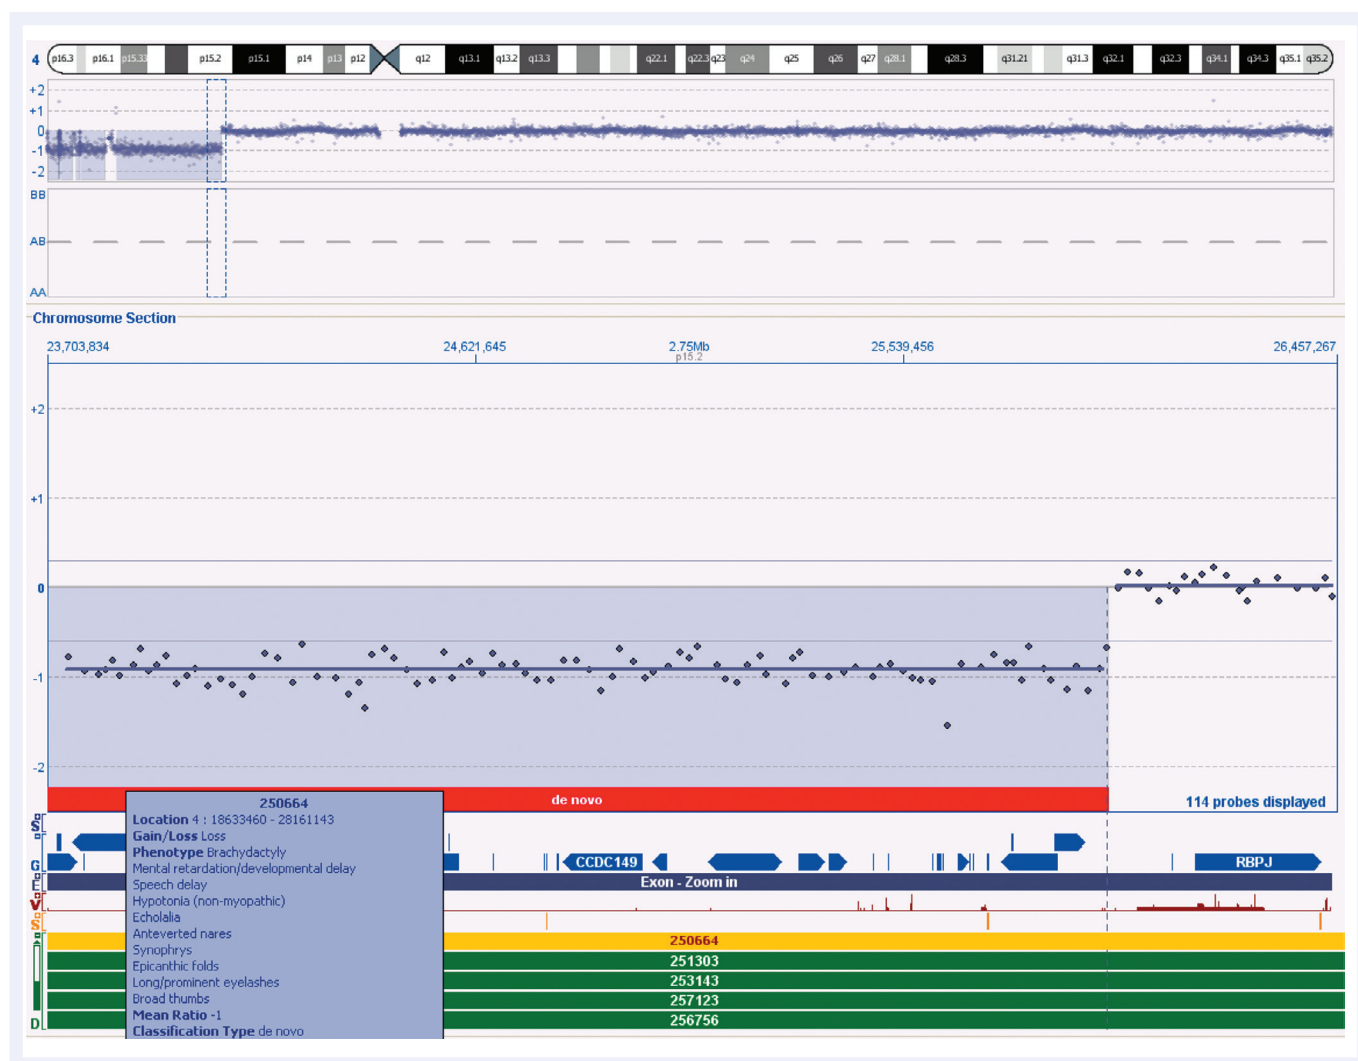 4 p16.3 p16.1 p15.33 p15.2 p15.1 p14 p13 p12 q12 q13.1 q13.2 q13.3 q22.1 q22.3 q23 q24 q25 q26 q27 q28.1 q28.3 q31.21 q31.3 q32.1 q32.3 q34.1 q34.3 q35.1 q35.2
+2
+1
0
-1
-2
BB
AB
AA
Chromosome Section
23,703,834 24,621,645 2.75Mb 25,539,456 26,457,267
p15.2
+2
+1
0
-1
-2
de novo
114 probes displayed
250664
Location 4 : 18633460 - 28161143
Gain/Loss Loss
Phenotype Brachydactyly
Mental retardation/developmental delay
Speech delay
Hypotonia (non-myopathic)
Echolalia
Anteverted nares
Synophrys
Epicanthic folds
Long/prominent eyelashes
Broad thumbs
Mean Ratio -1
Classification Type de novo
S
G CCDC149 RBPJ
E Exon - Zoom in
V
S
250664
251303
253143
257123
D 256756